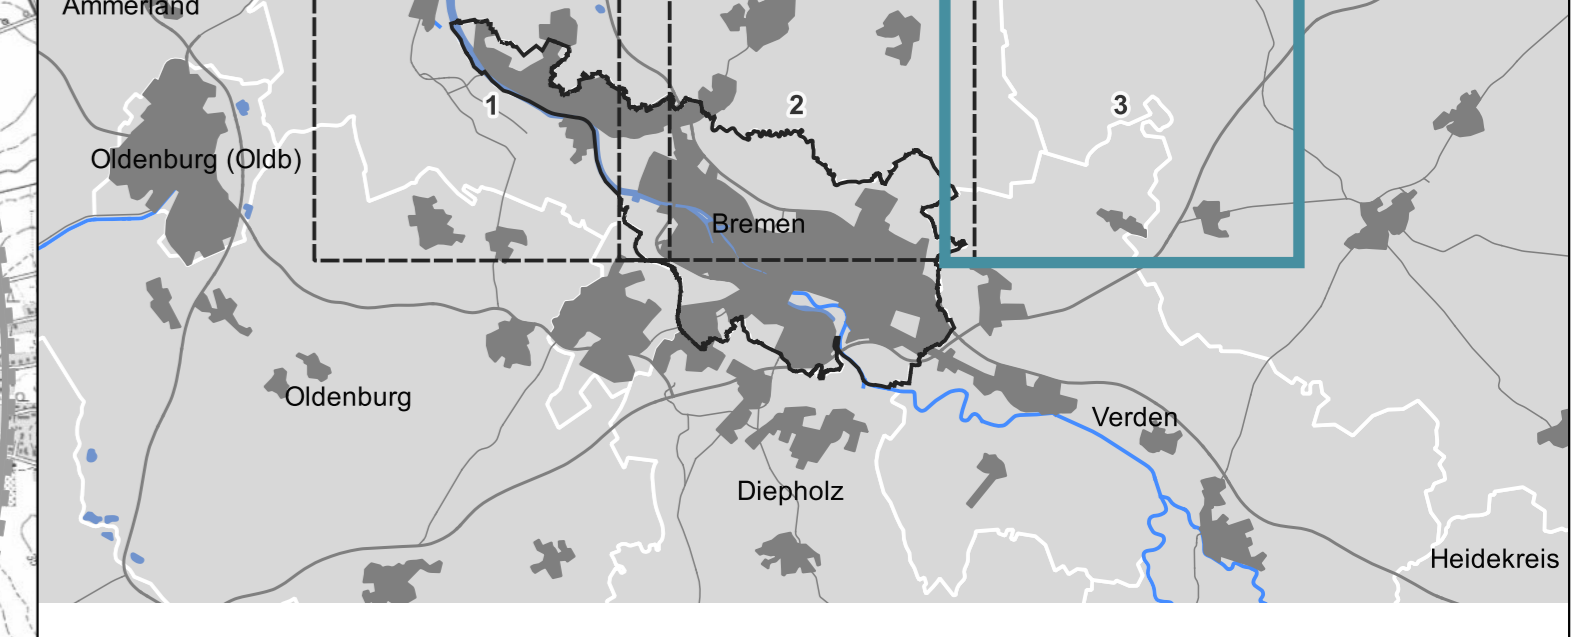 Ammerland
1
2
3
Oldenburg (Oldb)
Bremen
Oldenburg
Verden
Diepholz
Heidekreis